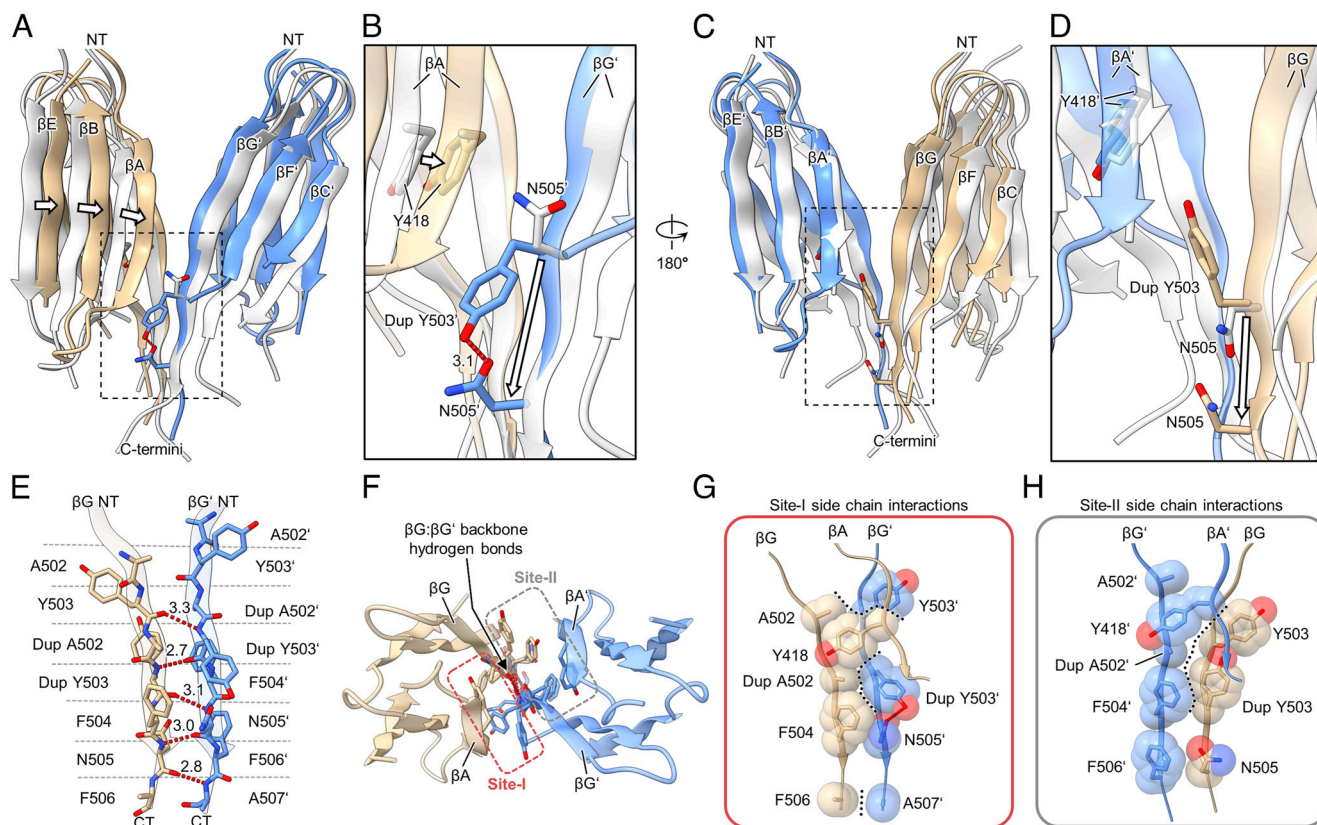 A
NT
NT
βE
βB
βA
βG‘
βF‘
βC‘
C-termini
B
βA
βG‘
Y418
N505’
Dup Y503’
3.1
N505’
180°
C
NT
NT
βE‘
βB‘
βA‘
βG
βF
βC
C-termini
D
βA‘
βG
Y418’
Dup Y503
N505
N505
E
βG NT
βG‘ NT
A502‘
A502
Y503‘
Y503
3.3
Dup A502‘
Dup A502
2.7
Dup Y503‘
Dup Y503
3.1
F504‘
F504
3.0
N505‘
N505
F506‘
2.8
F506
A507‘
CT
CT
F
βG:βG‘ backbone
hydrogen bonds
Site-II
βG
βA‘
βA
Site-I
βG‘
G
Site-I side chain interactions
βG
βA
βG‘
A502
Y503‘
Y418
Dup A502
Dup Y503‘
F504
N505‘
F506
A507‘
H
Site-II side chain interactions
βG‘
βA‘
βG
A502‘
Y418‘
Y503
Dup A502‘
Dup Y503
F504‘
F506‘
N505